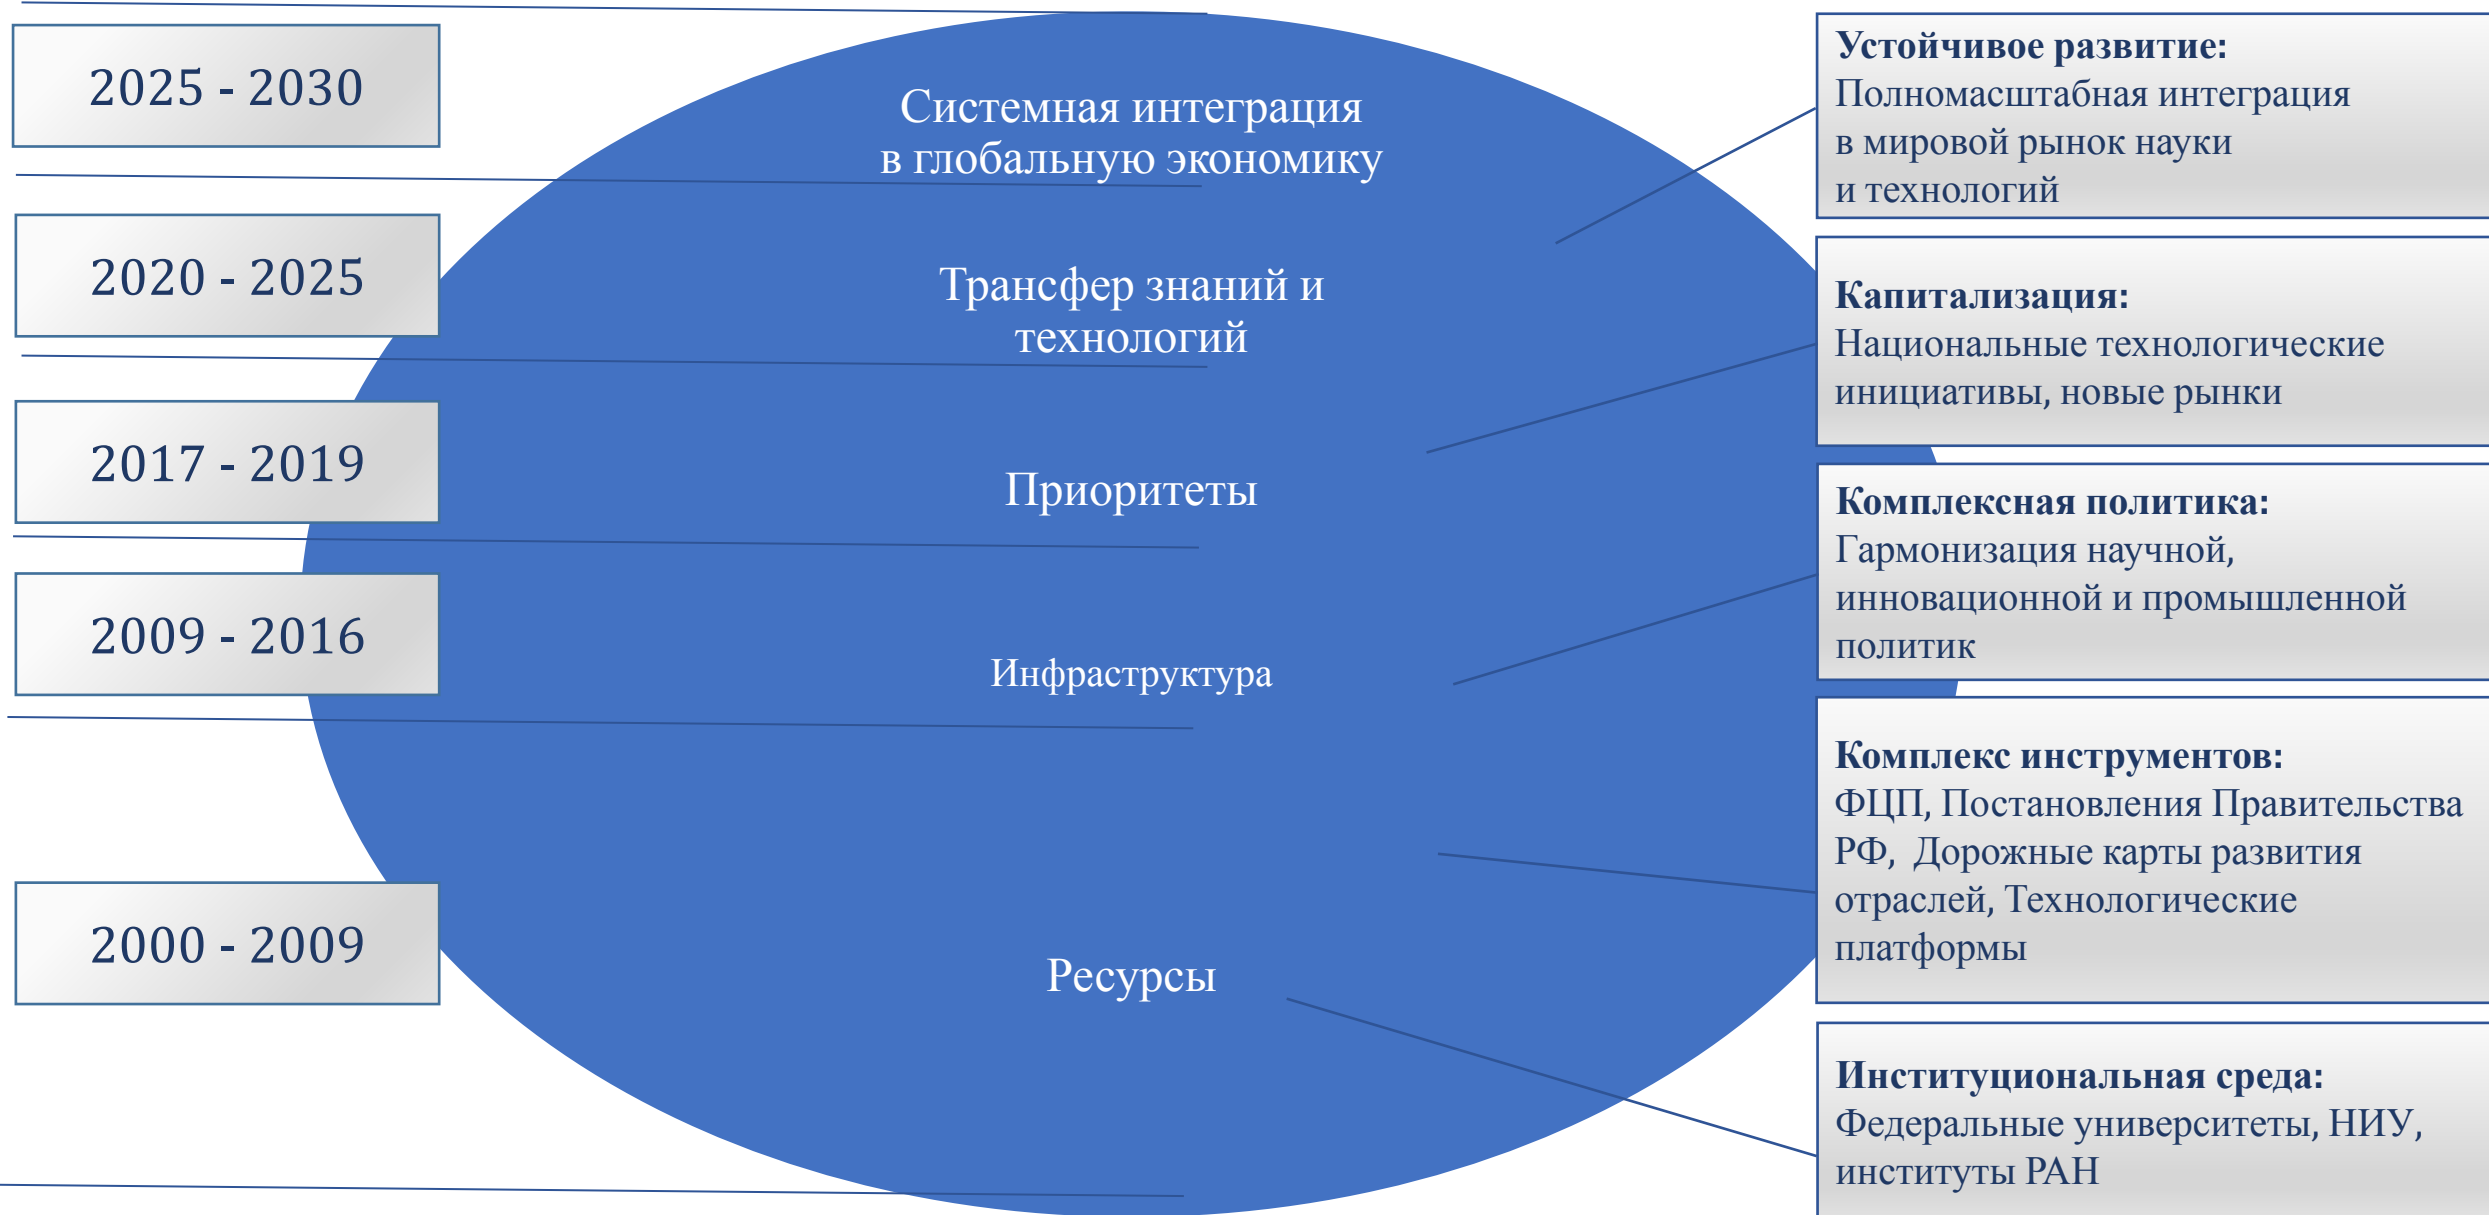 2025 - 2030
2020 - 2025
2017 - 2019
2009 - 2016
2000 - 2009
Системная интеграция
в глобальную экономику
Трансфер знаний и
технологий
Приоритеты
Инфраструктура
Ресурсы
Устойчивое развитие:
Полномасштабная интеграция
в мировой рынок науки
и технологий
Капитализация:
Национальные технологические
инициативы, новые рынки
Комплексная политика:
Гармонизация научной,
инновационной и промышленной
политик
Комплекс инструментов:
ФЦП, Постановления Правительства
РФ, Дорожные карты развития
отраслей, Технологические
платформы
Институциональная среда:
Федеральные университеты, НИУ,
институты РАН